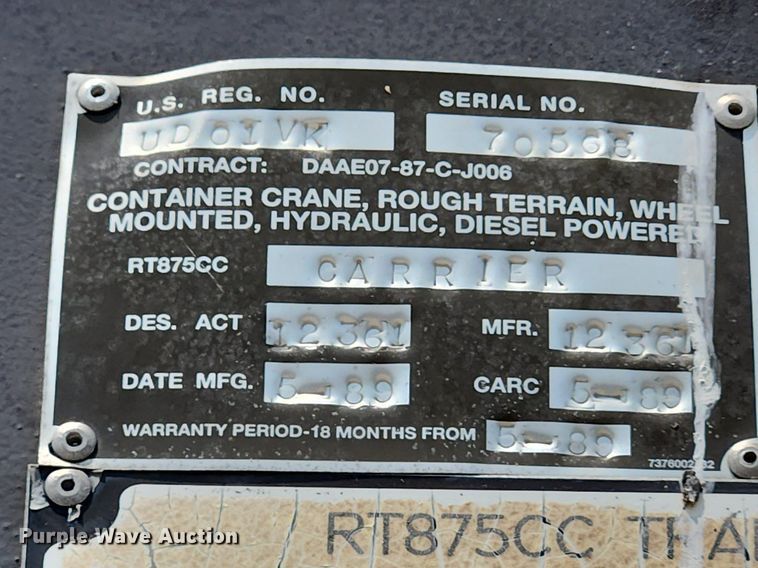 U.S. REG. NO. SERIAL NO.
UD01VK 70568
CONTRACT: DAAE07-87-C-J006
CONTAINER CRANE, ROUGH TERRAIN, WHEEL
MOUNTED, HYDRAULIC, DIESEL POWERED
RT875CC CARRIER
DES. ACT 12361 MFR. 12361
DATE MFG. 5-89 CARC 5-89
WARRANTY PERIOD-18 MONTHS FROM 5-89
RT875CC
Purple Wave Auction